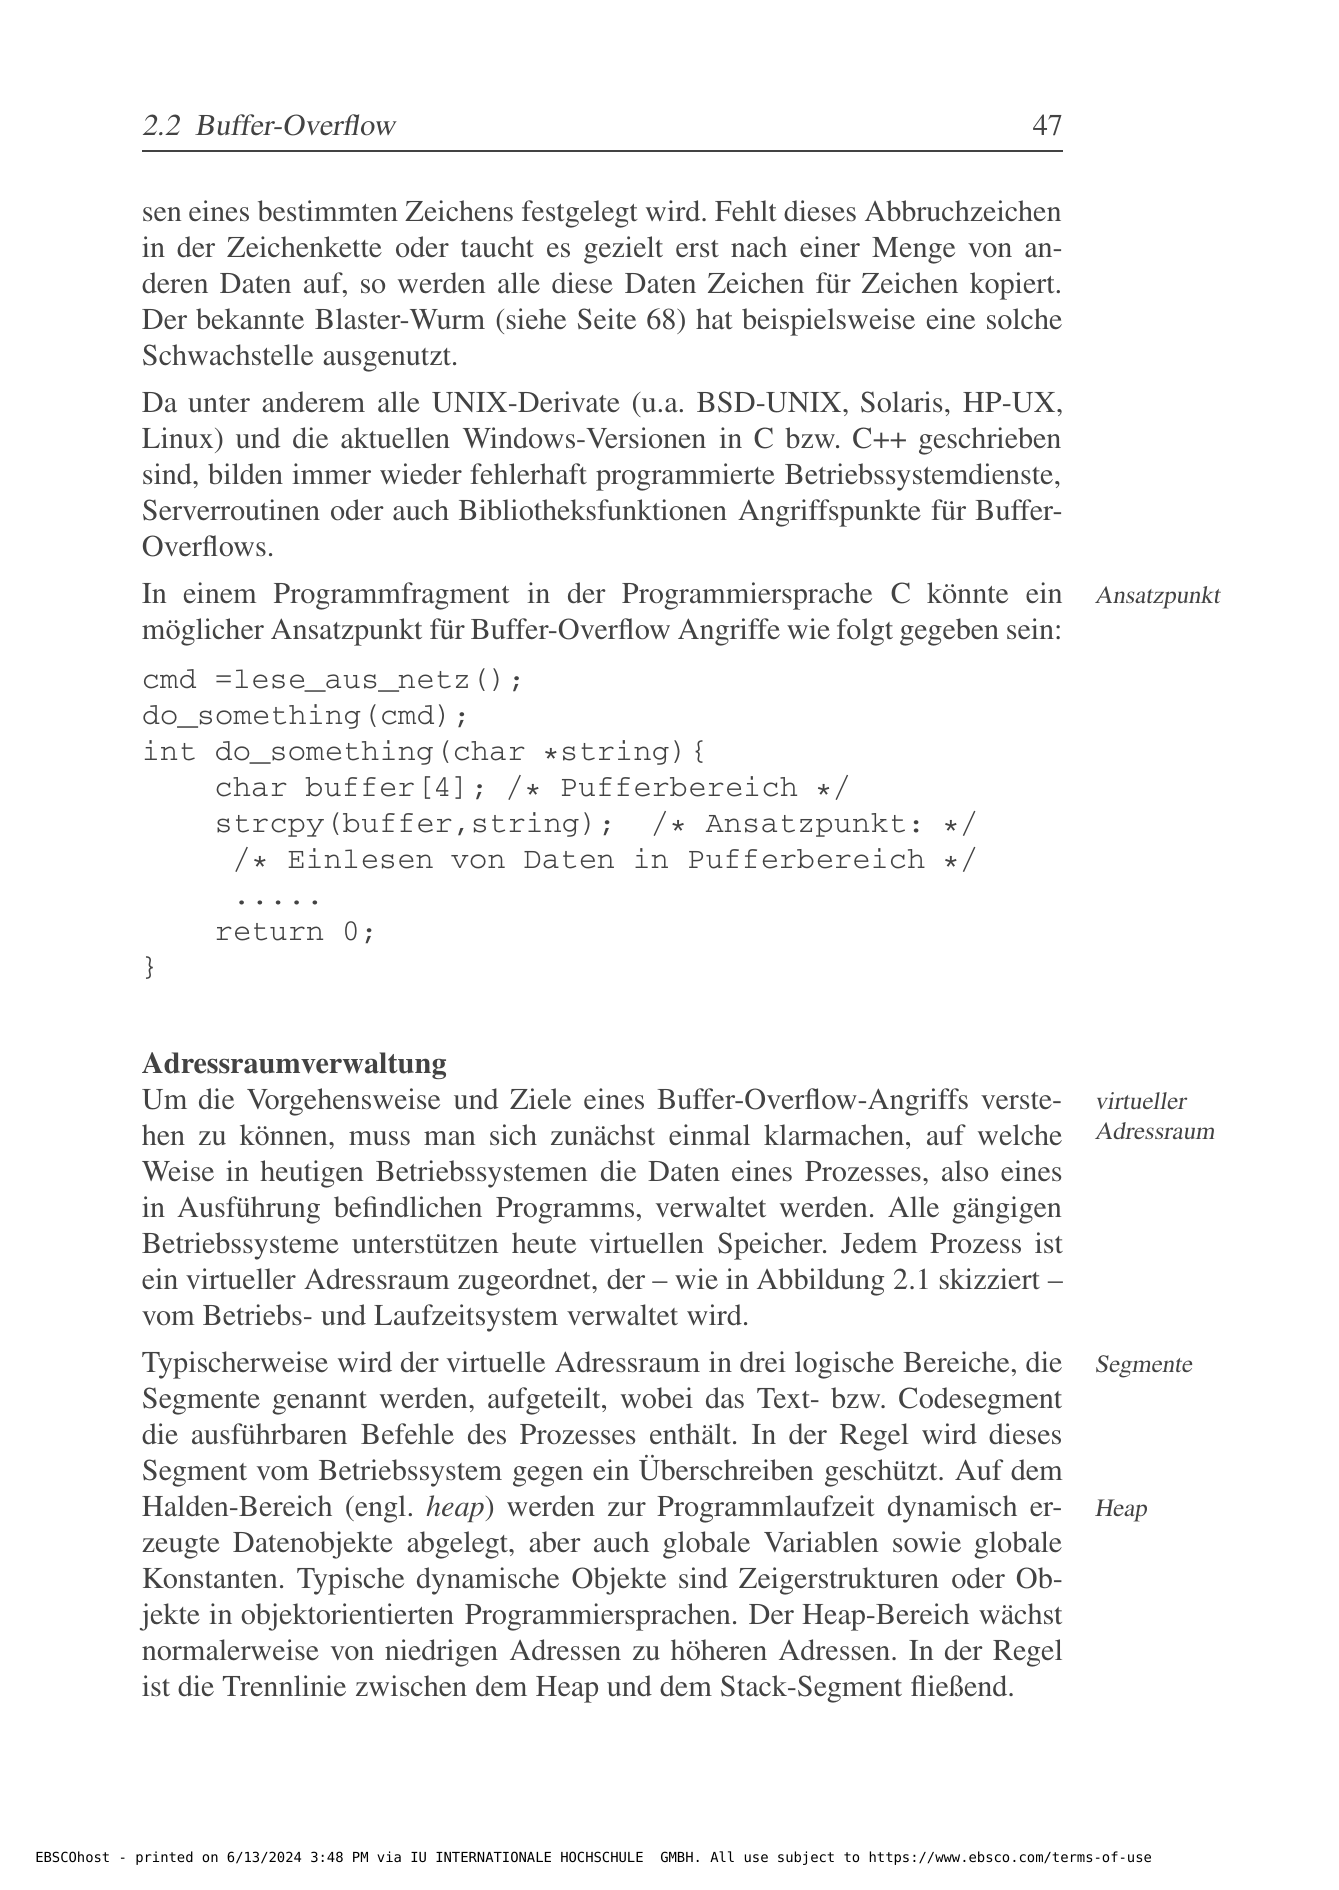 2.2 Buffer-Overflow 47
sen eines bestimmten Zeichens festgelegt wird. Fehlt dieses Abbruchzeichen
in der Zeichenkette oder taucht es gezielt erst nach einer Menge von an-
deren Daten auf, so werden alle diese Daten Zeichen für Zeichen kopiert.
Der bekannte Blaster-Wurm (siehe Seite 68) hat beispielsweise eine solche
Schwachstelle ausgenutzt.
Da unter anderem alle UNIX-Derivate (u.a. BSD-UNIX, Solaris, HP-UX,
Linux) und die aktuellen Windows-Versionen in C bzw. C++ geschrieben
sind, bilden immer wieder fehlerhaft programmierte Betriebssystemdienste,
Serverroutinen oder auch Bibliotheksfunktionen Angriffspunkte für Buffer-
Overflows.
In einem Programmfragment in der Programmiersprache C könnte ein Ansatzpunkt
möglicher Ansatzpunkt für Buffer-Overflow Angriffe wie folgt gegeben sein:
cmd =lese_aus_netz();
do_something(cmd);
int do_something(char *string){
    char buffer[4]; /* Pufferbereich */
    strcpy(buffer,string);  /* Ansatzpunkt: */
     /* Einlesen von Daten in Pufferbereich */
     .....
    return 0;
}
Adressraumverwaltung
Um die Vorgehensweise und Ziele eines Buffer-Overflow-Angriffs verste- virtueller
hen zu können, muss man sich zunächst einmal klarmachen, auf welche Adressraum
Weise in heutigen Betriebssystemen die Daten eines Prozesses, also eines
in Ausführung befindlichen Programms, verwaltet werden. Alle gängigen
Betriebssysteme unterstützen heute virtuellen Speicher. Jedem Prozess ist
ein virtueller Adressraum zugeordnet, der – wie in Abbildung 2.1 skizziert –
vom Betriebs- und Laufzeitsystem verwaltet wird.
Typischerweise wird der virtuelle Adressraum in drei logische Bereiche, die Segmente
Segmente genannt werden, aufgeteilt, wobei das Text- bzw. Codesegment
die ausführbaren Befehle des Prozesses enthält. In der Regel wird dieses
Segment vom Betriebssystem gegen ein Überschreiben geschützt. Auf dem
Halden-Bereich (engl. heap) werden zur Programmlaufzeit dynamisch er- Heap
zeugte Datenobjekte abgelegt, aber auch globale Variablen sowie globale
Konstanten. Typische dynamische Objekte sind Zeigerstrukturen oder Ob-
jekte in objektorientierten Programmiersprachen. Der Heap-Bereich wächst
normalerweise von niedrigen Adressen zu höheren Adressen. In der Regel
ist die Trennlinie zwischen dem Heap und dem Stack-Segment fließend.
EBSCOhost - printed on 6/13/2024 3:48 PM via IU INTERNATIONALE HOCHSCHULE  GMBH. All use subject to https://www.ebsco.com/terms-of-use